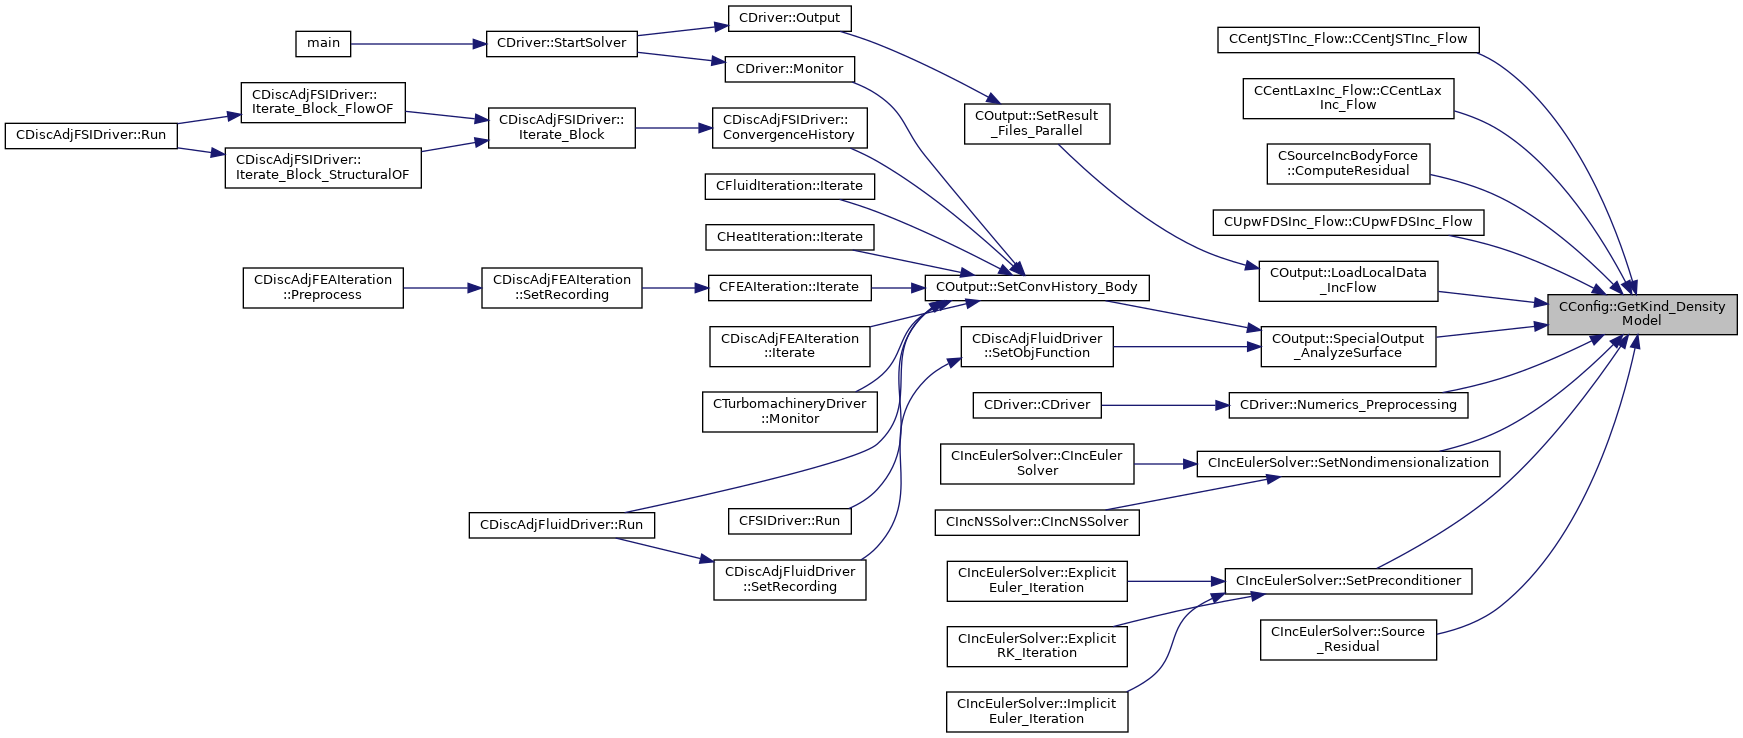 main
CDriver::StartSolver
CDriver::Output
CDriver::Monitor
CDiscAdjFSIDriver::Run
CDiscAdjFSIDriver::
Iterate_Block_FlowOF
CDiscAdjFSIDriver::
Iterate_Block_StructuralOF
CDiscAdjFSIDriver::
Iterate_Block
CDiscAdjFSIDriver::
ConvergenceHistory
CFluidIteration::Iterate
CHeatIteration::Iterate
CDiscAdjFEAIteration
::Preprocess
CDiscAdjFEAIteration
::SetRecording
CFEAIteration::Iterate
CDiscAdjFEAIteration
::Iterate
CTurbomachineryDriver
::Monitor
CDiscAdjFluidDriver::Run
CFSIDriver::Run
CDiscAdjFluidDriver
::SetRecording
COutput::SetResult
_Files_Parallel
COutput::SetConvHistory_Body
CDiscAdjFluidDriver
::SetObjFunction
CDriver::CDriver
CIncEulerSolver::CIncEuler
Solver
CIncNSSolver::CIncNSSolver
CIncEulerSolver::Explicit
Euler_Iteration
CIncEulerSolver::Explicit
RK_Iteration
CIncEulerSolver::Implicit
Euler_Iteration
CCentJSTInc_Flow::CCentJSTInc_Flow
CCentLaxInc_Flow::CCentLax
Inc_Flow
CSourceIncBodyForce
::ComputeResidual
CUpwFDSInc_Flow::CUpwFDSInc_Flow
COutput::LoadLocalData
_IncFlow
COutput::SpecialOutput
_AnalyzeSurface
CDriver::Numerics_Preprocessing
CIncEulerSolver::SetNondimensionalization
CIncEulerSolver::SetPreconditioner
CIncEulerSolver::Source
_Residual
CConfig::GetKind_Density
Model